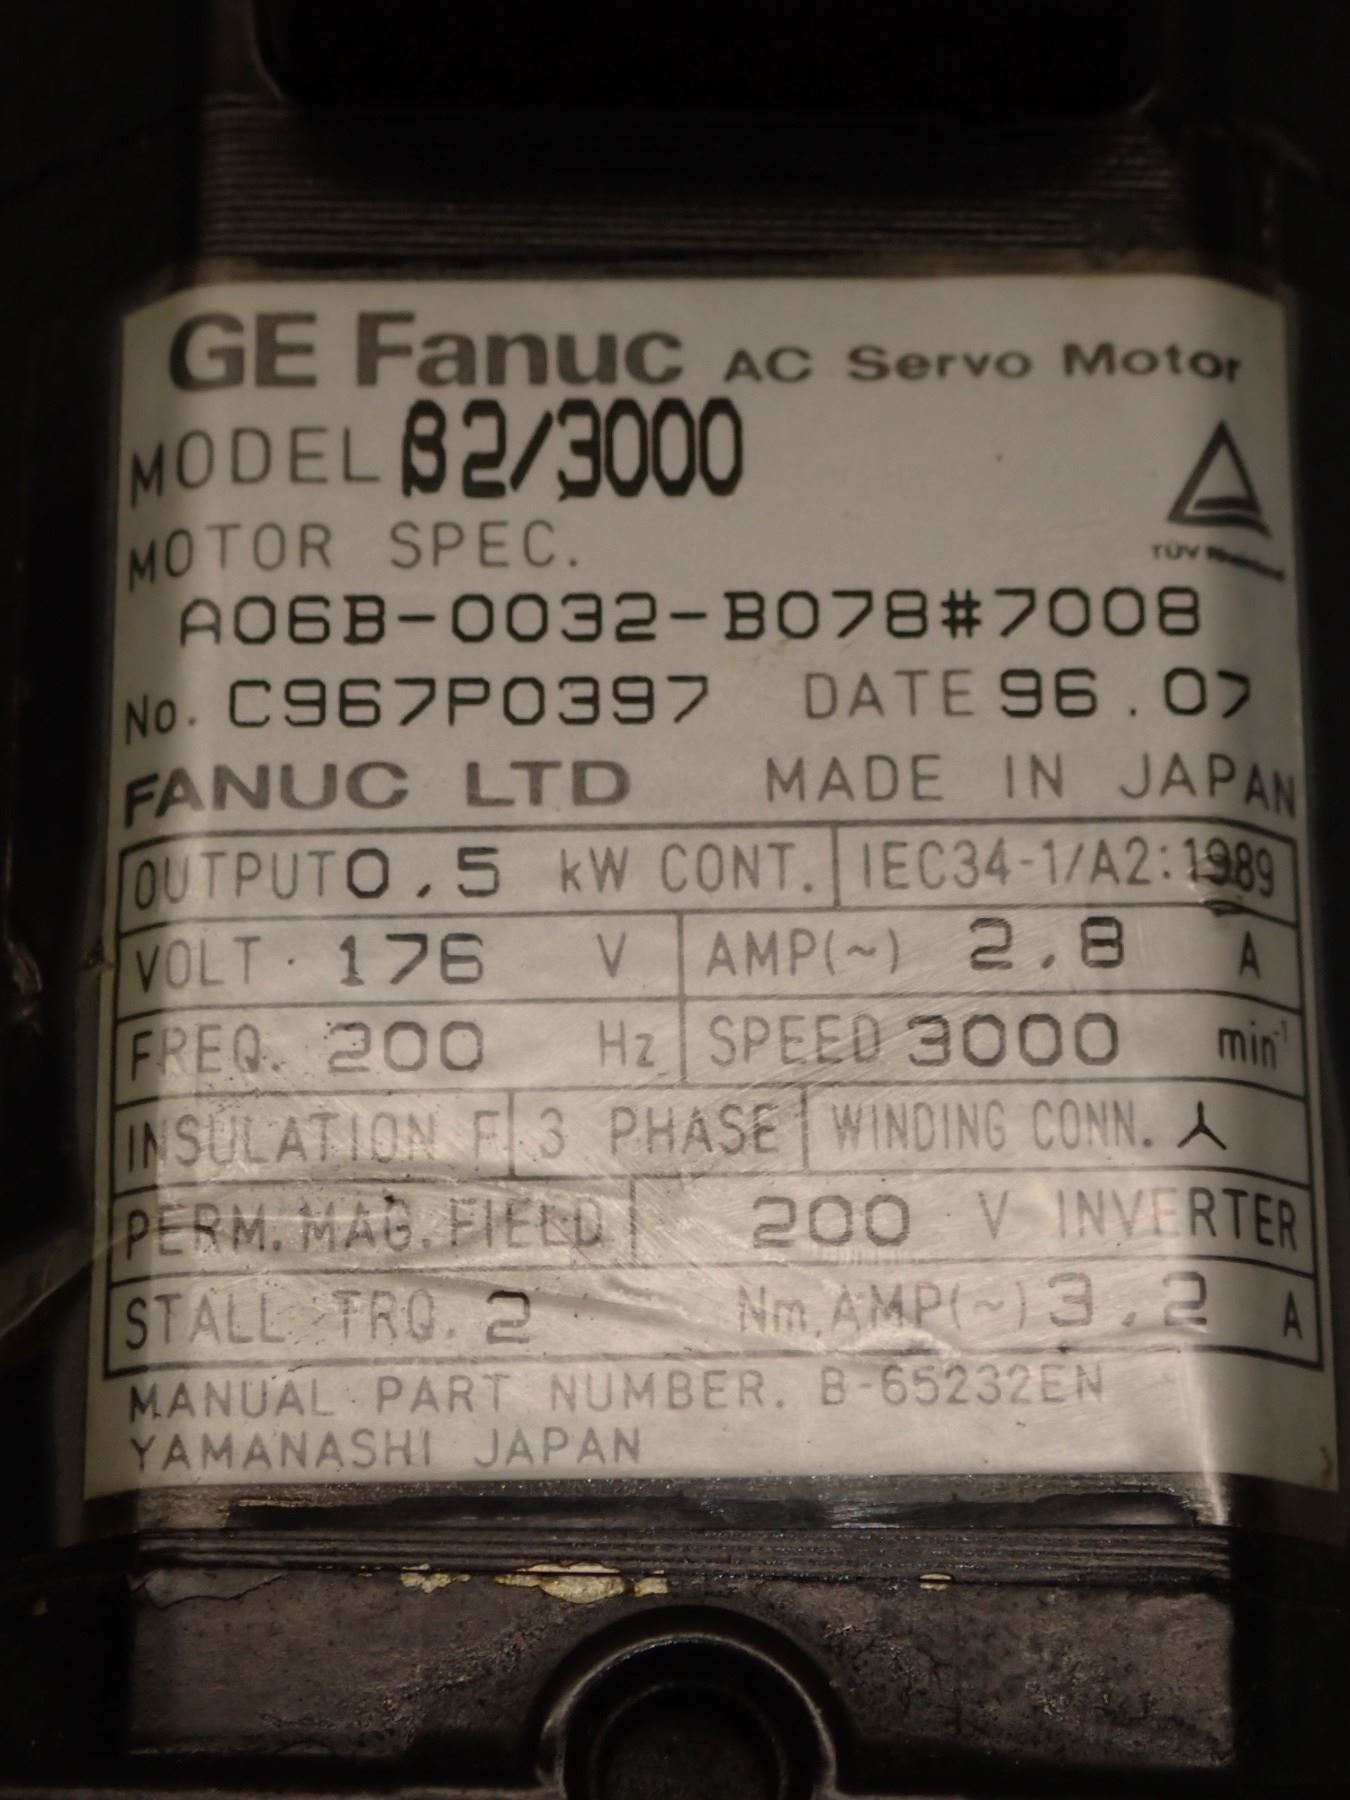 GE Fanuc AC Servo Motor
MODEL β2/3000
TÜV Rheinland
MOTOR SPEC.
A06B-0032-B078#7008
No. C967P0397 DATE 96.07
FANUC LTD MADE IN JAPAN
OUTPUT 0.5 kW CONT. IEC34-1/A2:1989
VOLT. 176 V AMP(~) 2.8 A
FREQ. 200 Hz SPEED 3000 min⁻¹
INSULATION F 3 PHASE WINDING CONN. ⅄
PERM. MAG. FIELD 200 V INVERTER
STALL TRQ. 2 Nm, AMP(~) 3.2 A
MANUAL PART NUMBER. B-65232EN
YAMANASHI JAPAN